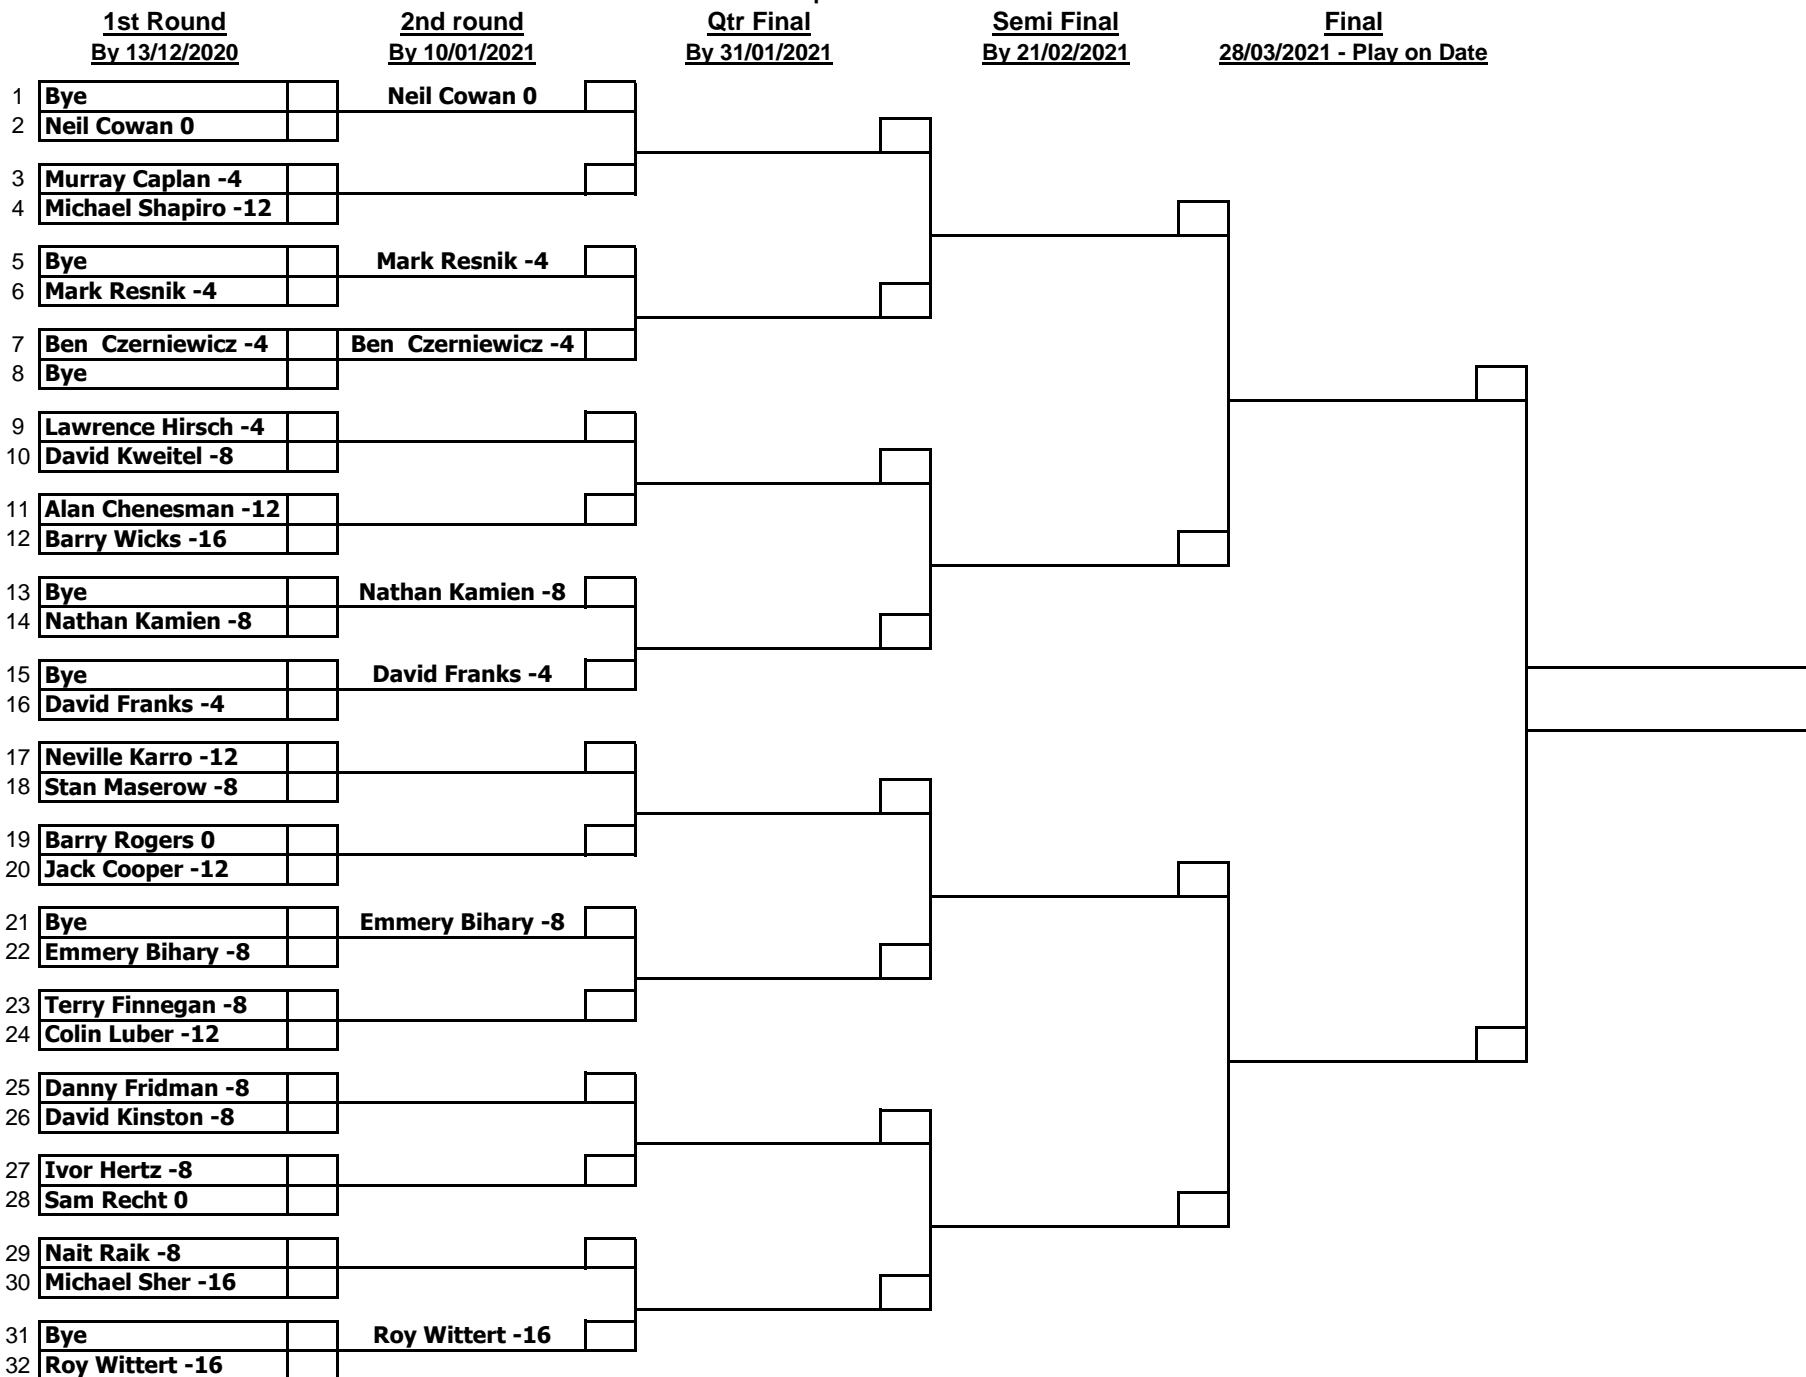 1st Round
2nd round
Qtr Final
Semi Final
Final
By 13/12/2020
By 10/01/2021
By 31/01/2021
By 21/02/2021
28/03/2021 - Play on Date
1 Bye Neil Cowan 0
2 Neil Cowan 0
3 Murray Caplan -4
4 Michael Shapiro -12
5 Bye Mark Resnik -4
6 Mark Resnik -4
7 Ben  Czerniewicz -4 Ben  Czerniewicz -4
8 Bye
9 Lawrence Hirsch -4
10 David Kweitel -8
11 Alan Chenesman -12
12 Barry Wicks -16
13 Bye Nathan Kamien -8
14 Nathan Kamien -8
15 Bye David Franks -4
16 David Franks -4
17 Neville Karro -12
18 Stan Maserow -8
19 Barry Rogers 0
20 Jack Cooper -12
21 Bye Emmery Bihary -8
22 Emmery Bihary -8
23 Terry Finnegan -8
24 Colin Luber -12
25 Danny Fridman -8
26 David Kinston -8
27 Ivor Hertz -8
28 Sam Recht 0
29 Nait Raik -8
30 Michael Sher -16
31 Bye Roy Wittert -16
32 Roy Wittert -16